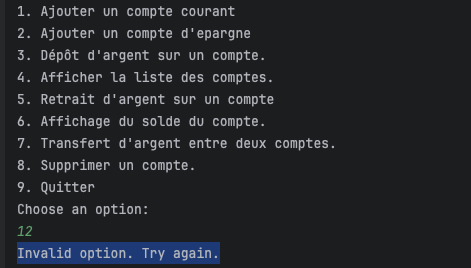 1. Ajouter un compte courant
2. Ajouter un compte d'epargne
3. Dépôt d'argent sur un compte.
4. Afficher la liste des comptes.
5. Retrait d'argent sur un compte
6. Affichage du solde du compte.
7. Transfert d'argent entre deux comptes.
8. Supprimer un compte.
9. Quitter
Choose an option:
12
Invalid option. Try again.